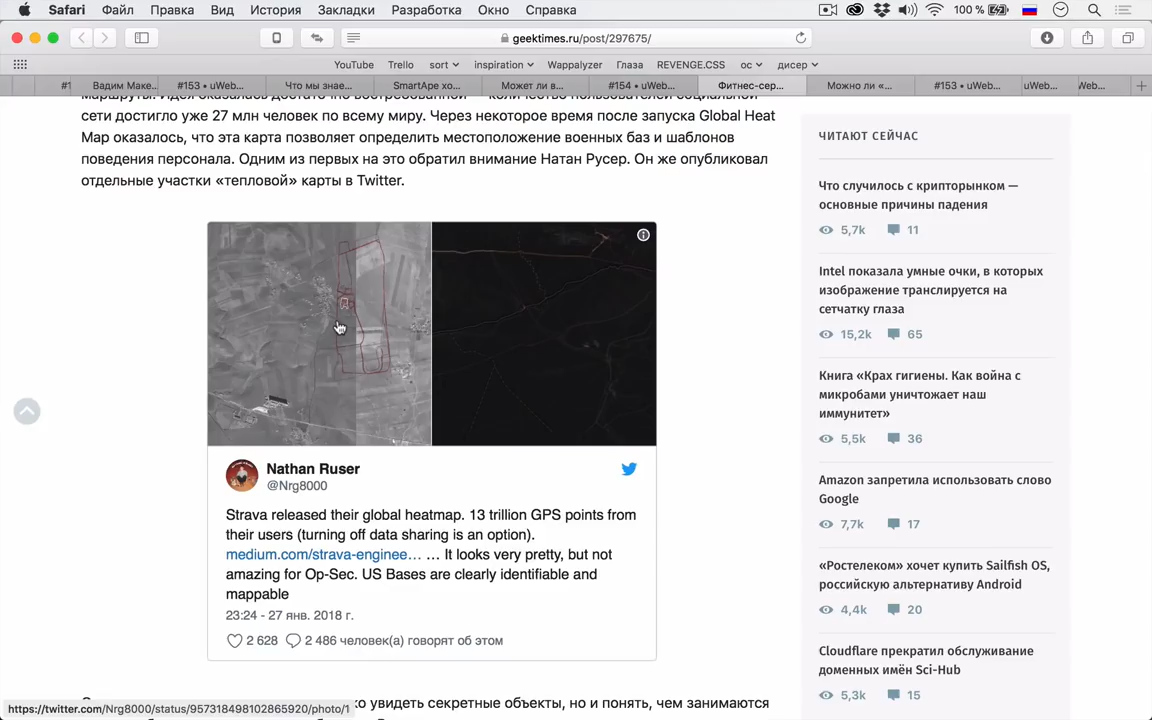 Safari Файл Правка Вид История Закладки Разработка Окно Справка 100 %
geektimes.ru/post/297675/
YouTube Trello sort inspiration Wappalyzer Глаза REVENGE.CSS ос дисер
#1 Вадим Маке... #153 • uWeb... Что мы знае... SmartApe хо... Может ли в... #154 • uWeb... Фитнес-сер... Можно ли «... #153 • uWeb... uWeb... Web...
сети достигло уже 27 млн человек по всему миру. Через некоторое время после запуска Global Heat
Map оказалось, что эта карта позволяет определить местоположение военных баз и шаблонов
поведения персонала. Одним из первых на это обратил внимание Натан Русер. Он же опубликовал
отдельные участки «тепловой» карты в Twitter.
Nathan Ruser
@Nrg8000
Strava released their global heatmap. 13 trillion GPS points from
their users (turning off data sharing is an option).
medium.com/strava-enginee… … It looks very pretty, but not
amazing for Op-Sec. US Bases are clearly identifiable and
mappable
23:24 - 27 янв. 2018 г.
2 628 2 486 человек(а) говорят об этом
ко увидеть секретные объекты, но и понять, чем занимаются
https://twitter.com/Nrg8000/status/957318498102865920/photo/1
ЧИТАЮТ СЕЙЧАС
Что случилось с крипторынком —
основные причины падения
5,7k 11
Intel показала умные очки, в которых
изображение транслируется на
сетчатку глаза
15,2k 65
Книга «Крах гигиены. Как война с
микробами уничтожает наш
иммунитет»
5,5k 36
Amazon запретила использовать слово
Google
7,7k 17
«Ростелеком» хочет купить Sailfish OS,
российскую альтернативу Android
4,4k 20
Cloudflare прекратил обслуживание
доменных имён Sci-Hub
5,3k 15